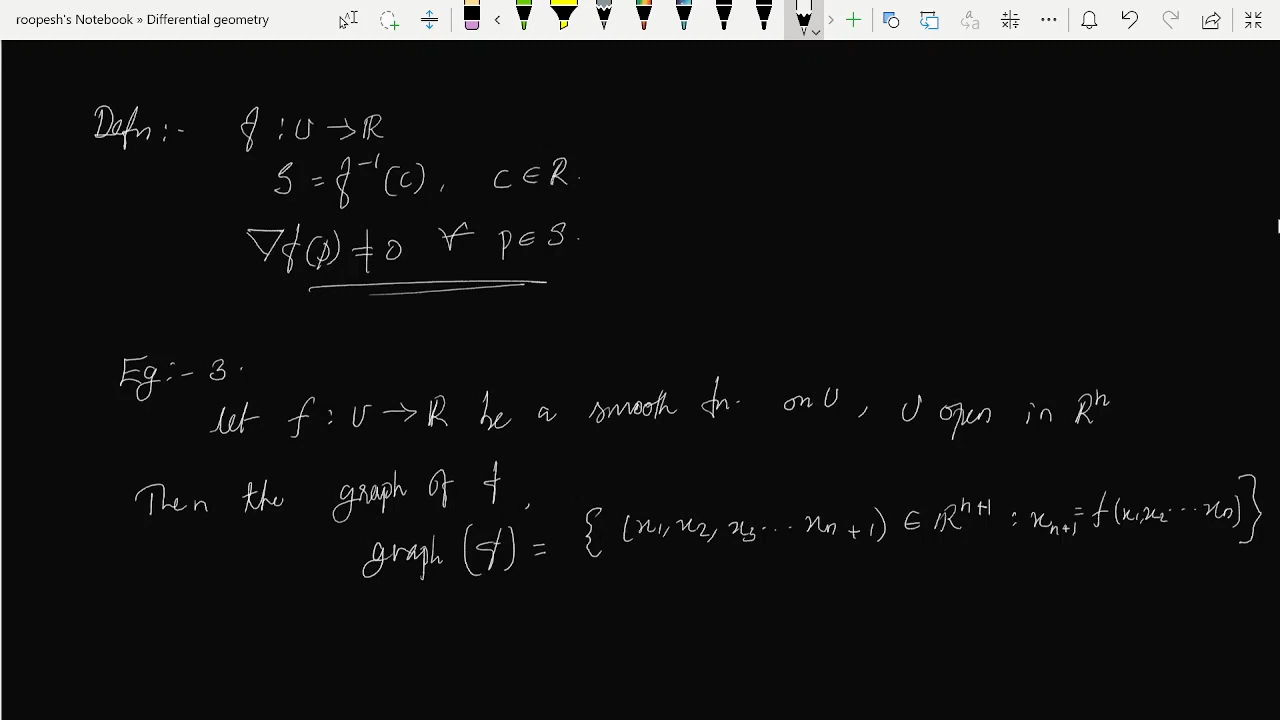 roopesh's Notebook » Differential geometry
Defn:- f : U → R
S = f⁻¹(c), c ∈ R.
∇f(p) ≠ 0 ∀ p ∈ S.
Eg:- 3.
let f : U → R be a smooth fn. on U, U open in Rⁿ
Then the graph of f,
graph (f) = { (x₁, x₂, x₃ ... xₙ₊₁) ∈ Rⁿ⁺¹ : xₙ₊₁ = f(x₁, x₂ ... xₙ) }